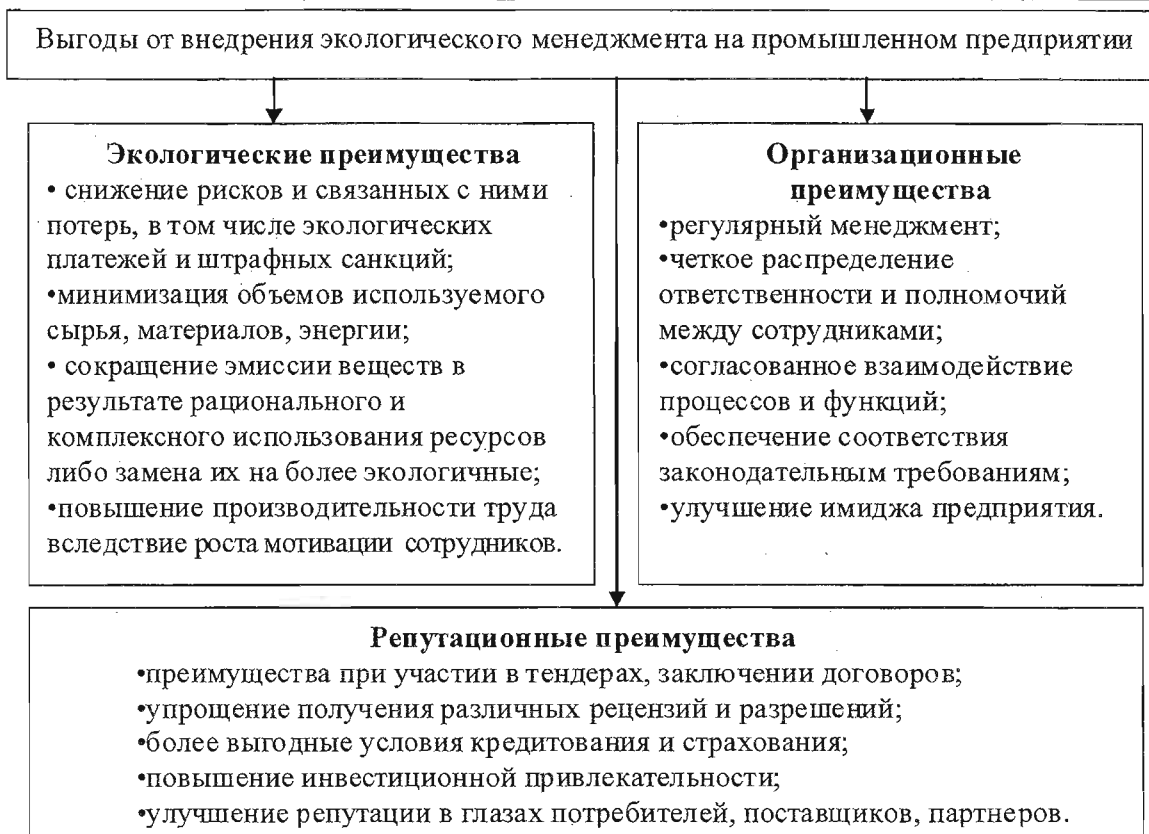 Выгоды от внедрения экологического менеджмента на промышленном предприятии
Экологические преимущества
• снижение рисков и связанных с ними
потерь, в том числе экологических
платежей и штрафных санкций;
•минимизация объемов используемого
сырья, материалов, энергии;
• сокращение эмиссии веществ в
результате рационального и
комплексного использования ресурсов
либо замена их на более экологичные;
•повышение производительности труда
вследствие роста мотивации сотрудников.
Организационные
преимущества
•регулярный менеджмент;
•четкое распределение
ответственности и полномочий
между сотрудниками;
•согласованное взаимодействие
процессов и функций;
•обеспечение соответствия
законодательным требованиям;
•улучшение имиджа предприятия.
Репутационные преимущества
•преимущества при участии в тендерах, заключении договоров;
•упрощение получения различных рецензий и разрешений;
•более выгодные условия кредитования и страхования;
•повышение инвестиционной привлекательности;
•улучшение репутации в глазах потребителей, поставщиков, партнеров.